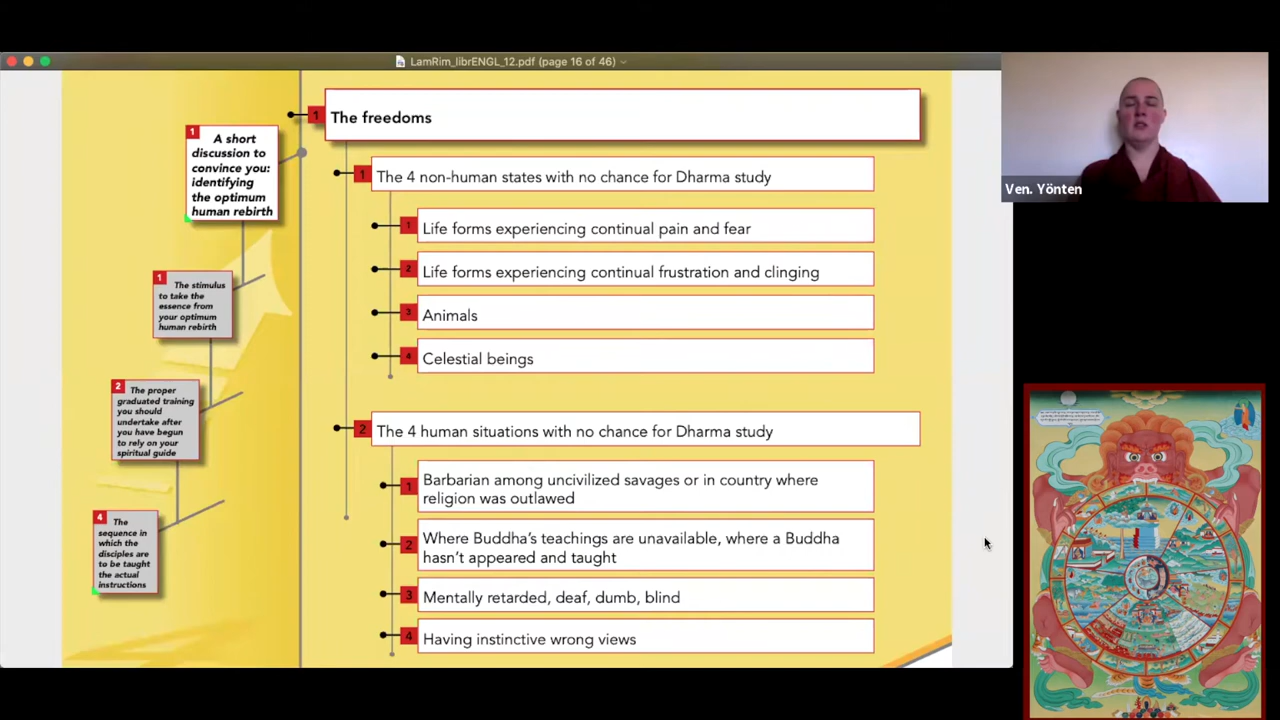 LamRim_librENGL_12.pdf (page 16 of 46)
1
The freedoms
1
A short
discussion to
convince you:
identifying
the optimum
human rebirth
1
The 4 non-human states with no chance for Dharma study
1
Life forms experiencing continual pain and fear
2
Life forms experiencing continual frustration and clinging
3
Animals
4
Celestial beings
1
The stimulus
to take the
essence from
your optimum
human rebirth
2
The proper
graduated training
you should
undertake after
you have begun
to rely on your
spiritual guide
4
The
sequence in
which the
disciples are
to be taught
the actual
instructions
2
The 4 human situations with no chance for Dharma study
1
Barbarian among uncivilized savages or in country where
religion was outlawed
2
Where Buddha's teachings are unavailable, where a Buddha
hasn't appeared and taught
3
Mentally retarded, deaf, dumb, blind
4
Having instinctive wrong views
Ven. Yönten